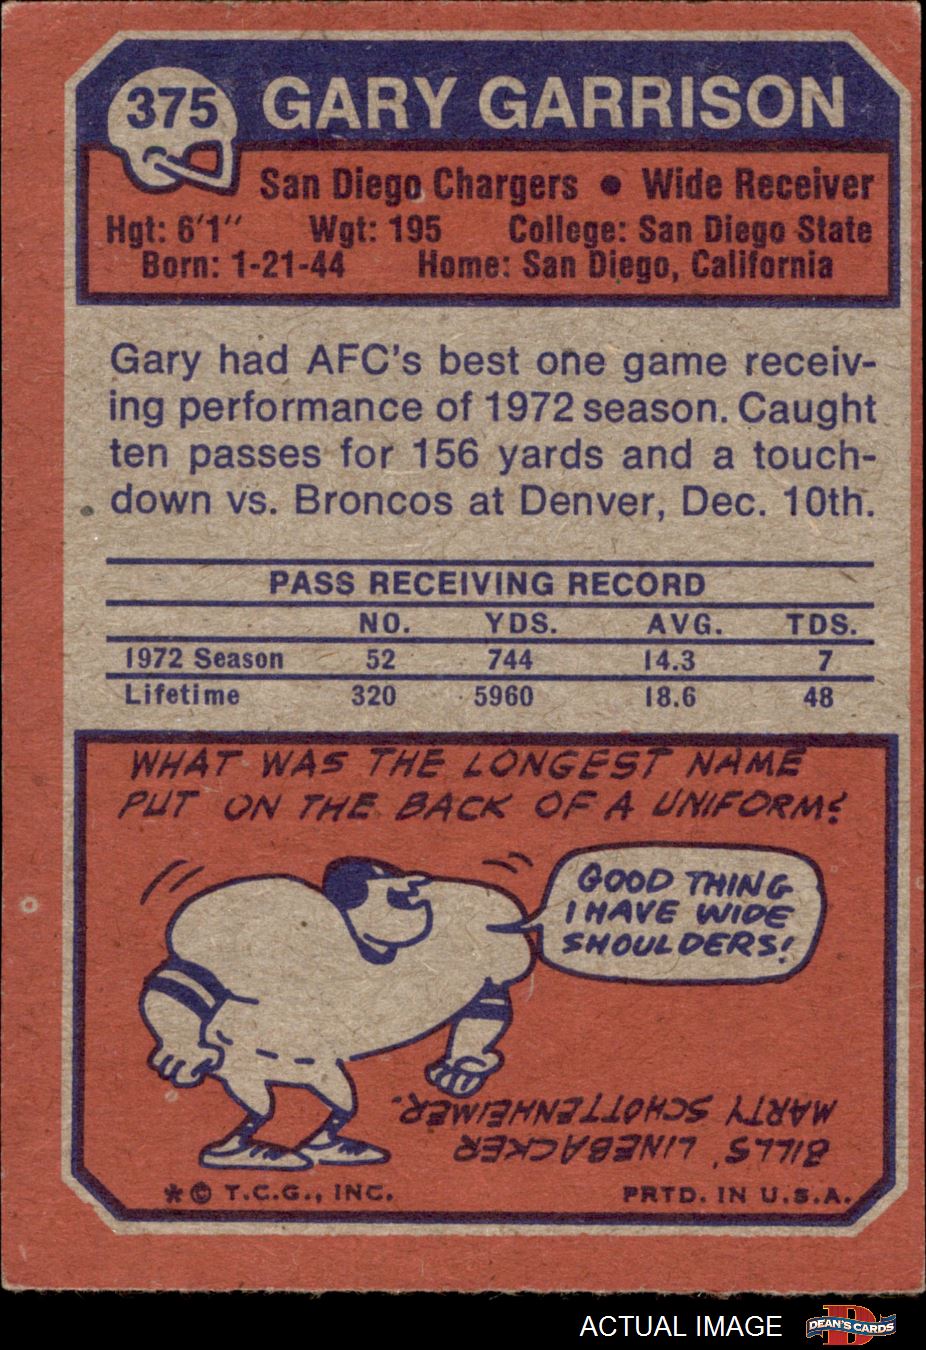 375
GARY GARRISON
San Diego Chargers • Wide Receiver
Hgt: 6'1" Wgt: 195 College: San Diego State
Born: 1-21-44 Home: San Diego, California
Gary had AFC's best one game receiv-
ing performance of 1972 season. Caught
ten passes for 156 yards and a touch-
down vs. Broncos at Denver, Dec. 10th.
PASS RECEIVING RECORD
NO. YDS. AVG. TDS.
1972 Season 52 744 14.3 7
Lifetime 320 5960 18.6 48
WHAT WAS THE LONGEST NAME
PUT ON THE BACK OF A UNIFORM?
GOOD THING
I HAVE WIDE
SHOULDERS!
BILLS' LINEBACKER
MARTY SCHOTTENHEIMER.
* © T.C.G., INC. PRTD. IN U.S.A.
ACTUAL IMAGE
D
DEAN'S CARDS